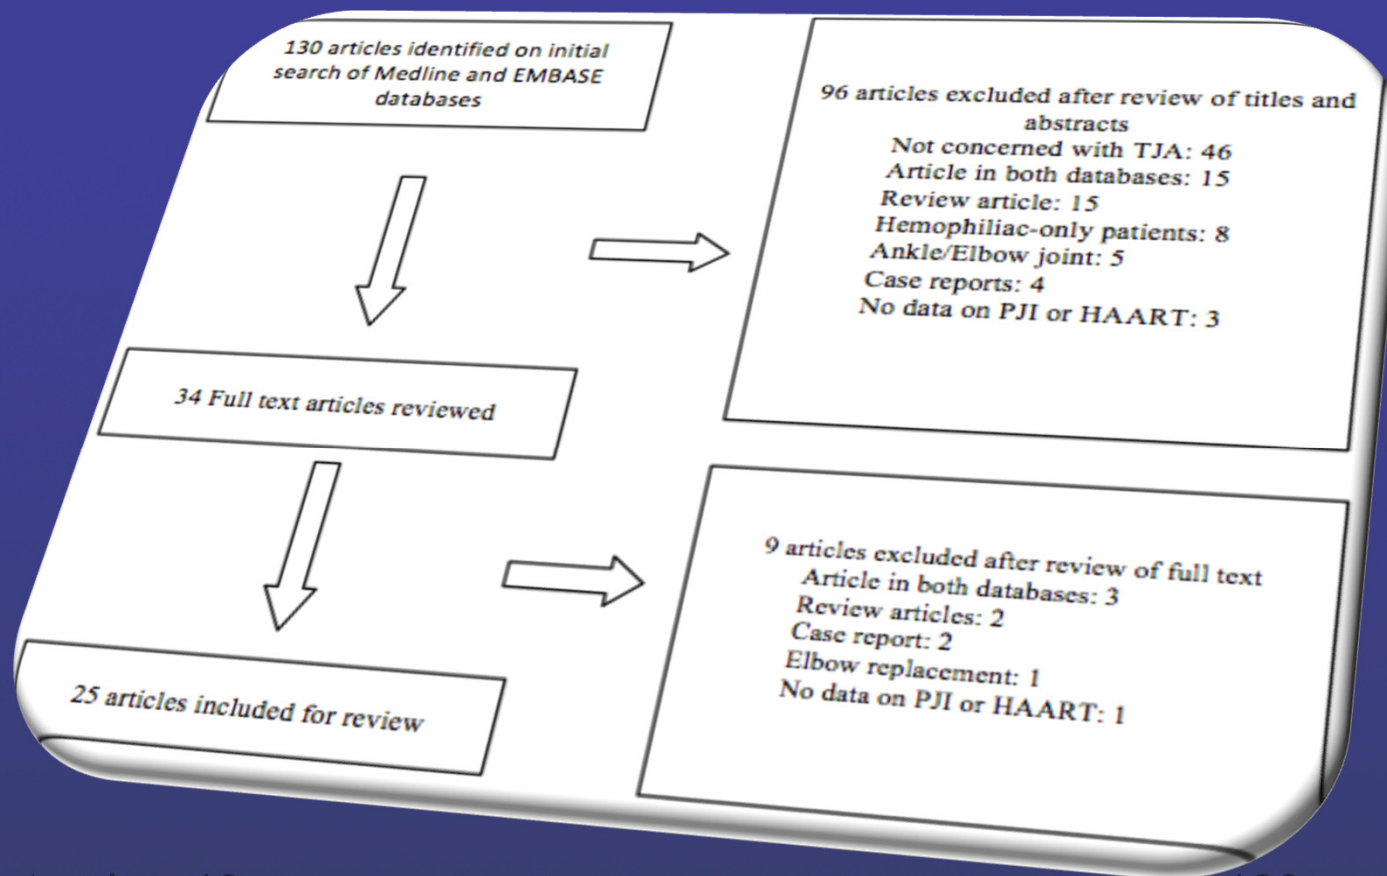 130 articles identified on initial
search of Medline and EMBASE
databases
96 articles excluded after review of titles and
abstracts
Not concerned with TJA: 46
Article in both databases: 15
Review article: 15
Hemophiliac-only patients: 8
Ankle/Elbow joint: 5
Case reports: 4
No data on PJI or HAART: 3
34 Full text articles reviewed
9 articles excluded after review of full text
Article in both databases: 3
Review articles: 2
Case report: 2
Elbow replacement: 1
No data on PJI or HAART: 1
25 articles included for review